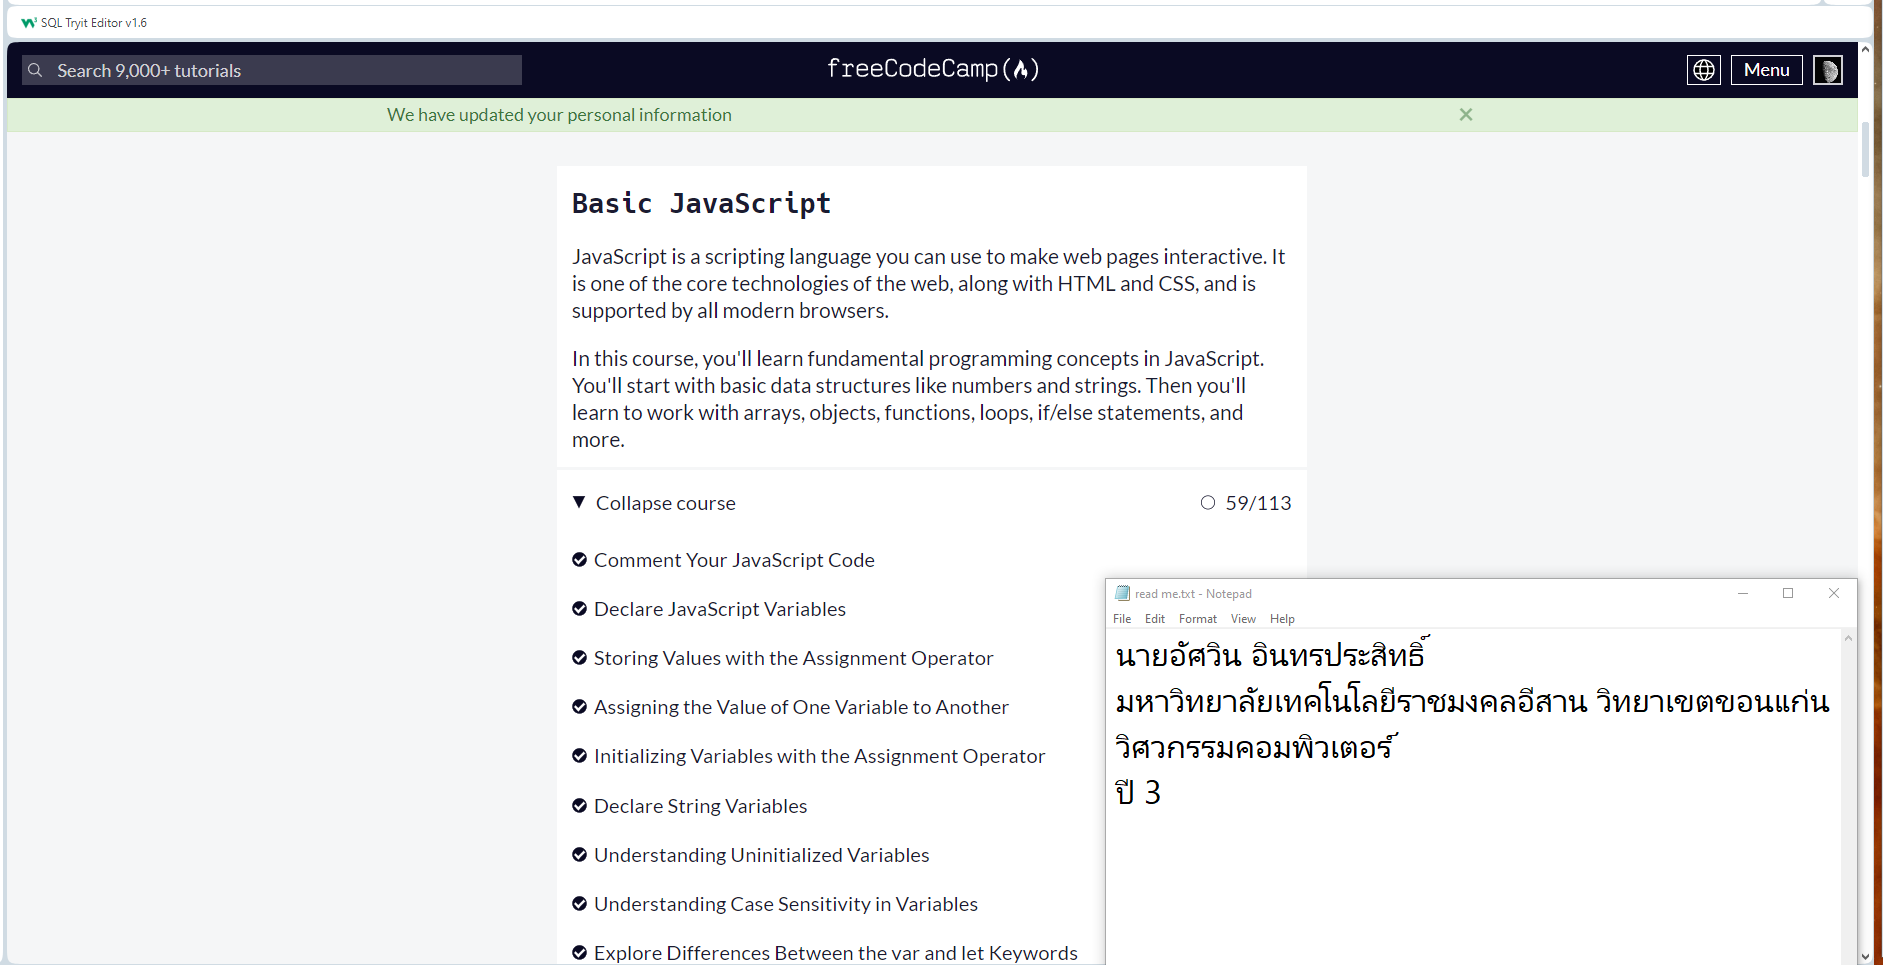 SQL Tryit Editor v1.6
Search 9,000+ tutorials
freeCodeCamp
Menu
We have updated your personal information
Basic JavaScript
JavaScript is a scripting language you can use to make web pages interactive. It
is one of the core technologies of the web, along with HTML and CSS, and is
supported by all modern browsers.
In this course, you'll learn fundamental programming concepts in JavaScript.
You'll start with basic data structures like numbers and strings. Then you'll
learn to work with arrays, objects, functions, loops, if/else statements, and
more.
Collapse course
59/113
Comment Your JavaScript Code
Declare JavaScript Variables
Storing Values with the Assignment Operator
Assigning the Value of One Variable to Another
Initializing Variables with the Assignment Operator
Declare String Variables
Understanding Uninitialized Variables
Understanding Case Sensitivity in Variables
Explore Differences Between the var and let Keywords
read me.txt - Notepad
File Edit Format View Help
นายอัศวิน อินทรประสิทธิ์
มหาวิทยาลัยเทคโนโลยีราชมงคลอีสาน วิทยาเขตขอนแก่น
วิศวกรรมคอมพิวเตอร์
ปี 3